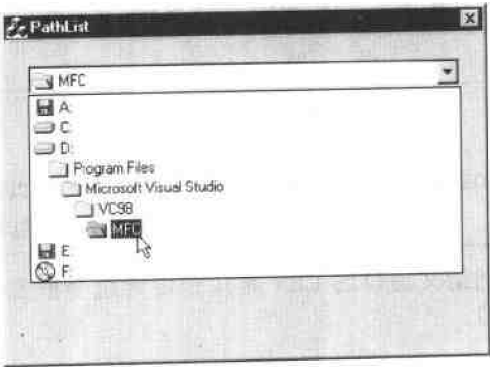 PathList
MFC
A:
C:
D:
Program Files
Microsoft Visual Studio
VC98
MFC
E:
F: